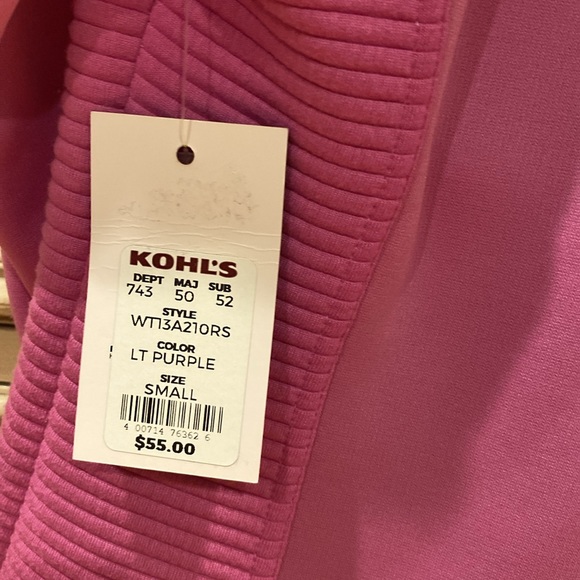 KOHL'S
DEPT MAJ SUB
743 50 52
STYLE
WT13A210RS
COLOR
LT PURPLE
SIZE
SMALL
4 00714 76362 6
$55.00